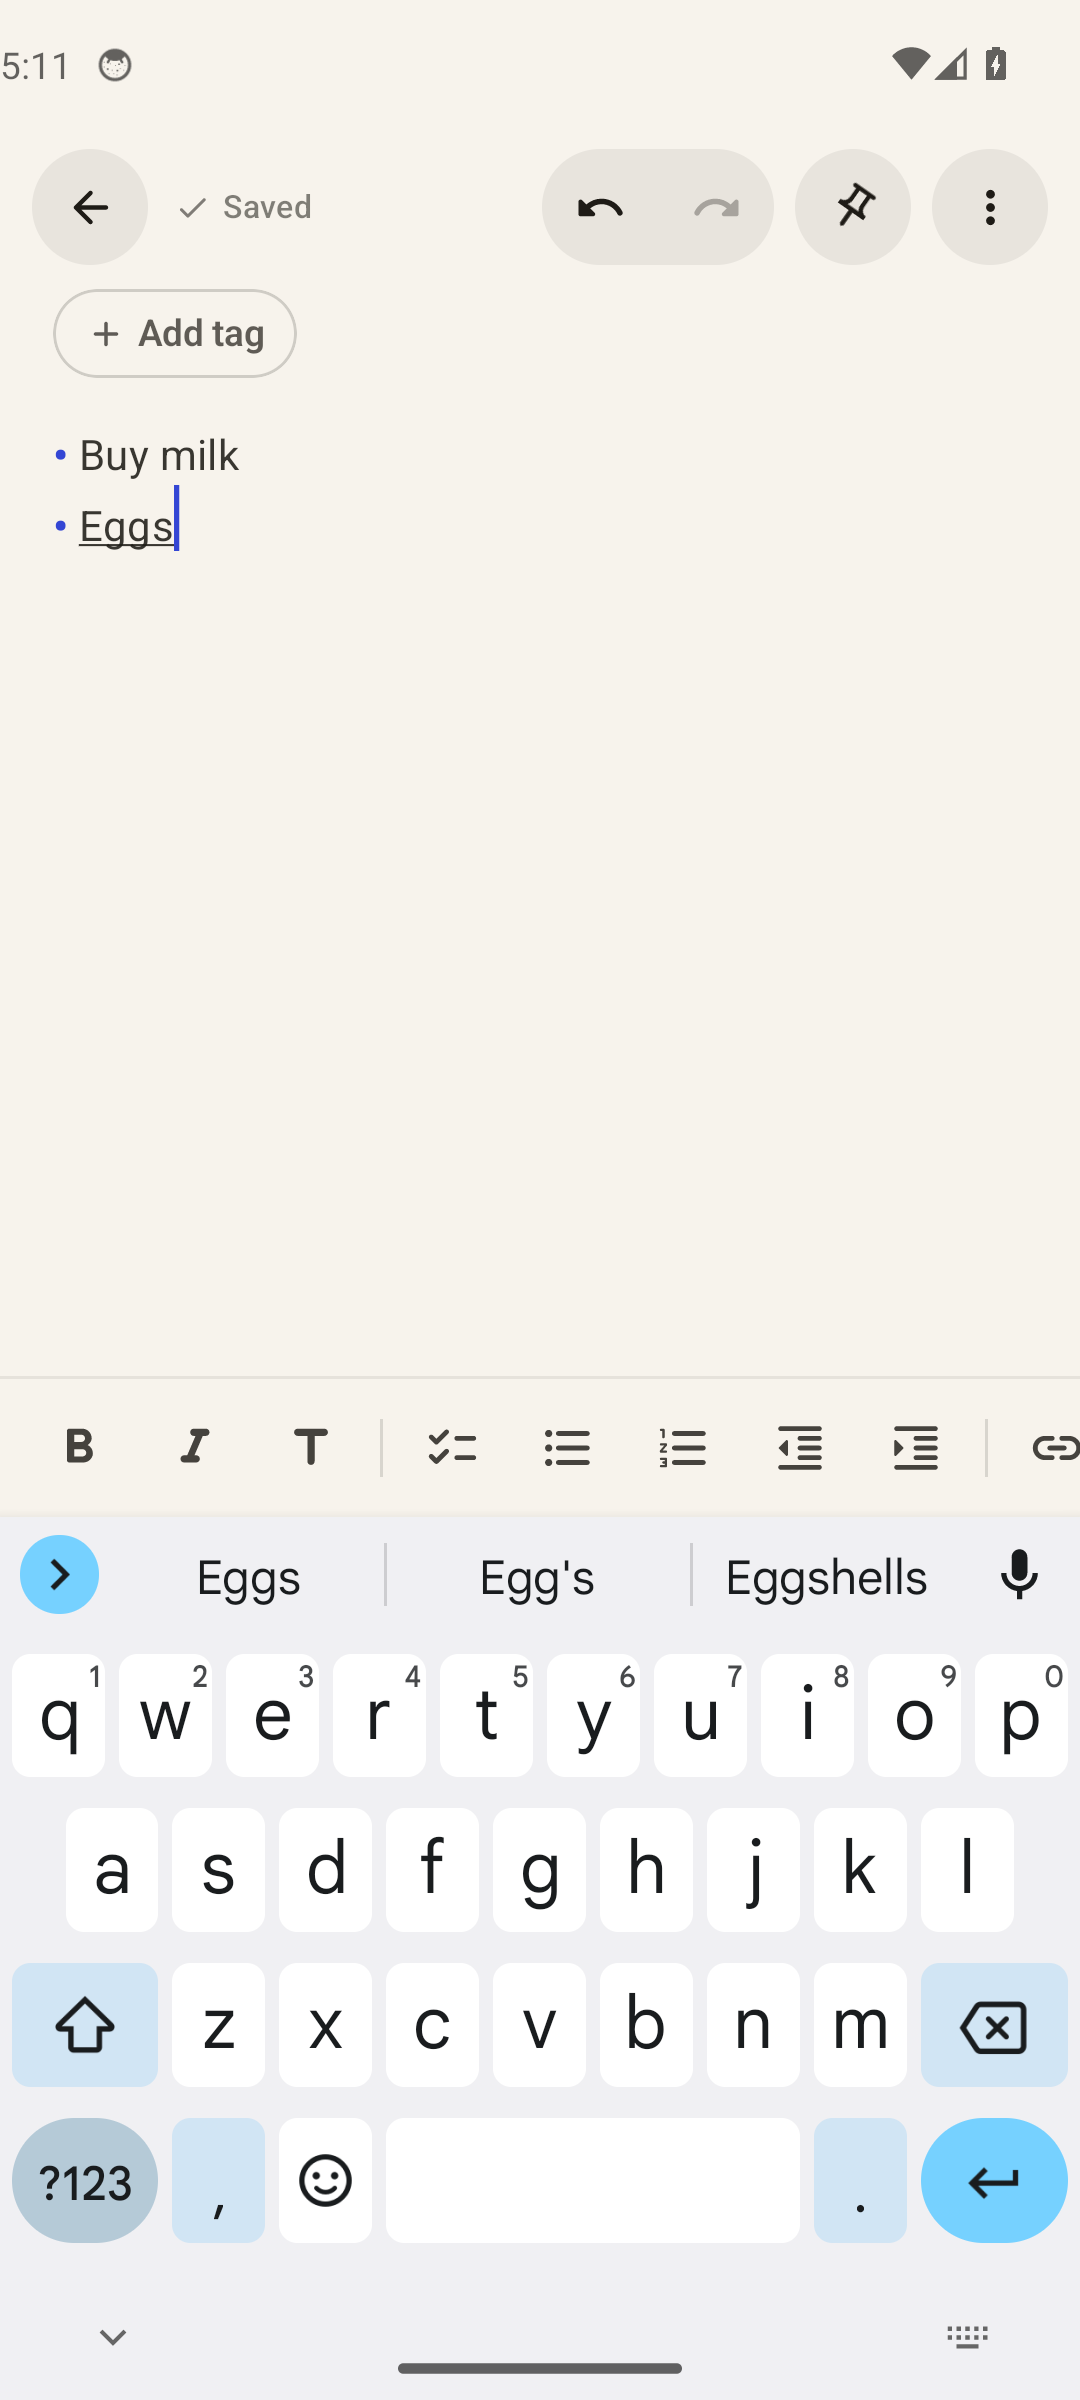 5:11
Saved
+ Add tag
• Buy milk
• Eggs
B I T
Eggs Egg's Eggshells
q1 w2 e3 r4 t5 y6 u7 i8 o9 p0
a s d f g h j k l
z x c v b n m
?123 , .